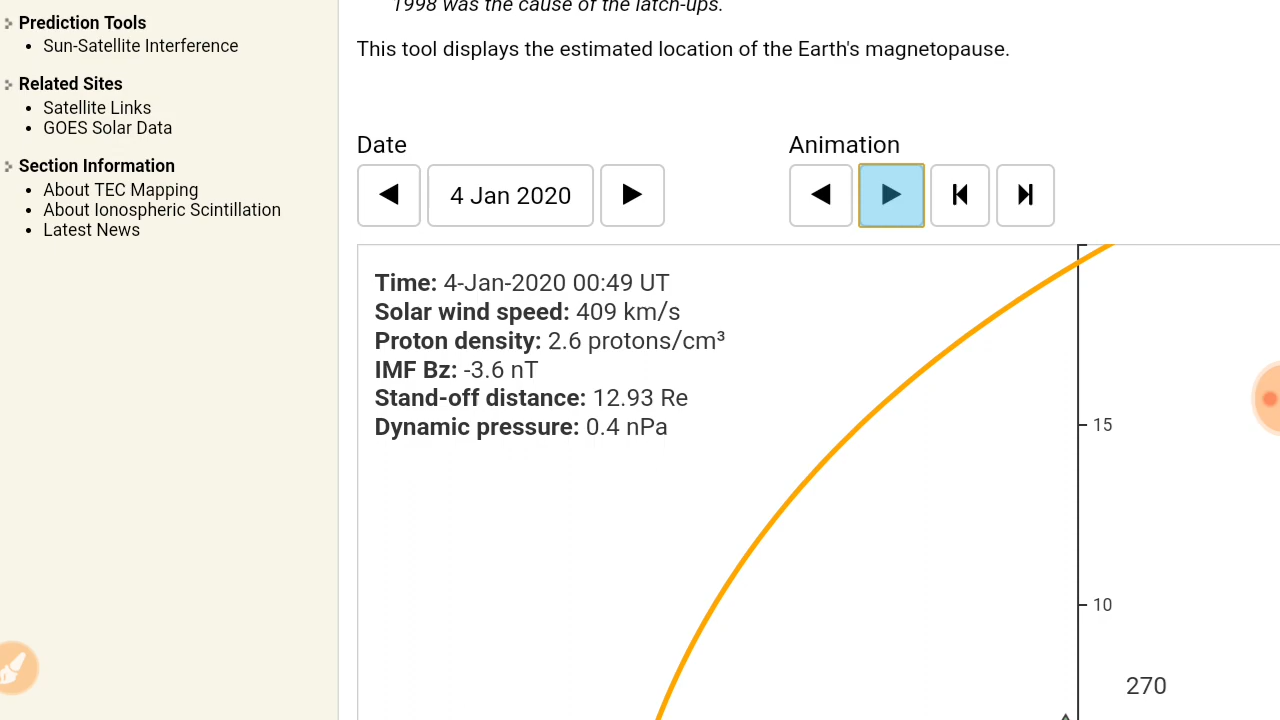 Prediction Tools
Sun-Satellite Interference
Related Sites
Satellite Links
GOES Solar Data
Section Information
About TEC Mapping
About Ionospheric Scintillation
Latest News
1998 was the cause of the latch-ups.
This tool displays the estimated location of the Earth's magnetopause.
Date
4 Jan 2020
Animation
Time: 4-Jan-2020 00:49 UT
Solar wind speed: 409 km/s
Proton density: 2.6 protons/cm³
IMF Bz: -3.6 nT
Stand-off distance: 12.93 Re
Dynamic pressure: 0.4 nPa
15
10
270